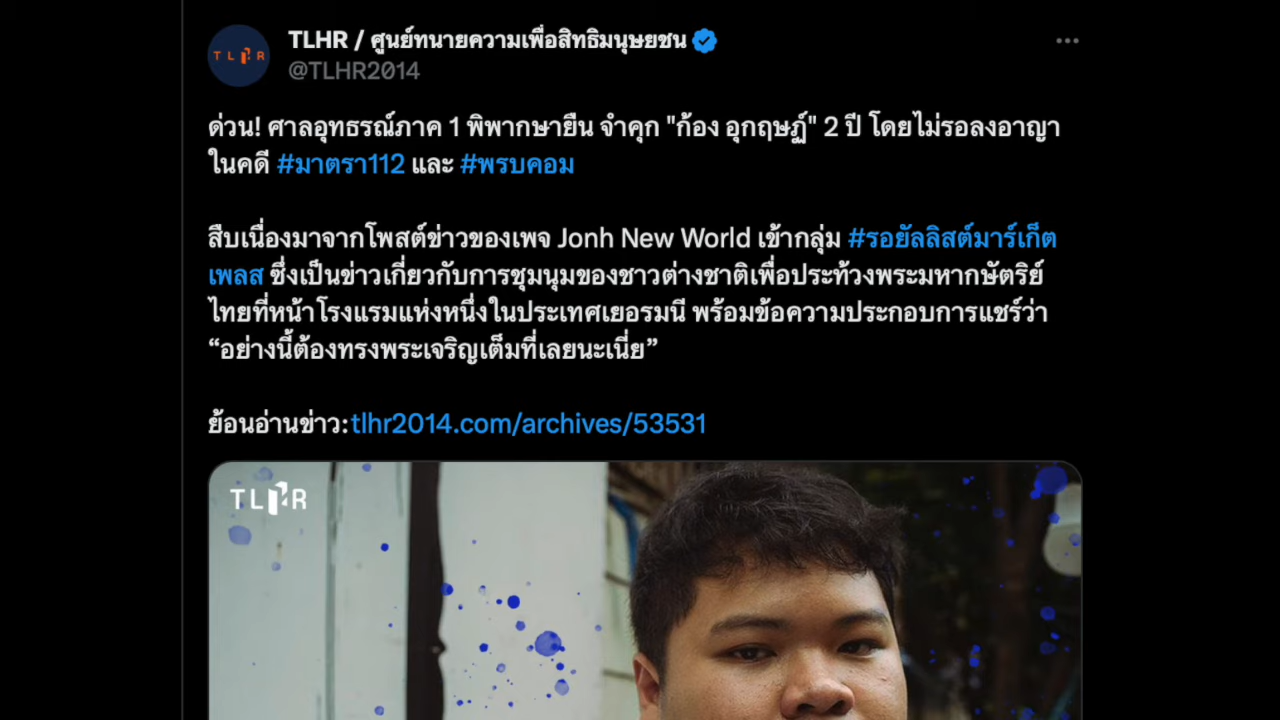 TLHR
TLHR / ศูนย์ทนายความเพื่อสิทธิมนุษยชน
@TLHR2014
ด่วน! ศาลอุทธรณ์ภาค 1 พิพากษายืน จำคุก "ก้อง อุกฤษฏ์" 2 ปี โดยไม่รอลงอาญา
ในคดี #มาตรา112 และ #พรบคอม
สืบเนื่องมาจากโพสต์ข่าวของเพจ Jonh New World เข้ากลุ่ม #รอยัลลิสต์มาร์เก็ต
เพลส ซึ่งเป็นข่าวเกี่ยวกับการชุมนุมของชาวต่างชาติเพื่อประท้วงพระมหากษัตริย์
ไทยที่หน้าโรงแรมแห่งหนึ่งในประเทศเยอรมนี พร้อมข้อความประกอบการแชร์ว่า
“อย่างนี้ต้องทรงพระเจริญเต็มที่เลยนะเนี่ย”
ย้อนอ่านข่าว:tlhr2014.com/archives/53531
TLHR